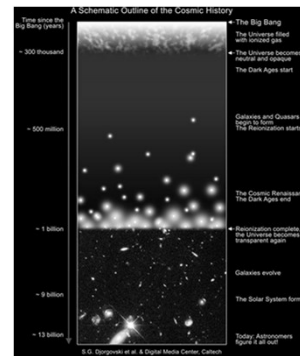 A Schematic Outline of the Cosmic History
Time since the
Big Bang (years)
The Big Bang
The Universe filled
with ionized gas
~ 300 thousand
The Universe becomes
neutral and opaque
The Dark Ages start
Galaxies and Quasars
begin to form
The Reionization starts
~ 500 million
The Cosmic Renaissance
The Dark Ages end
~ 1 billion
Reionization complete,
the Universe becomes
transparent again
Galaxies evolve
~ 9 billion
The Solar System forms
~ 13 billion
Today: Astronomers
figure it all out!
S.G. Djorgovski et al. & Digital Media Center, Caltech